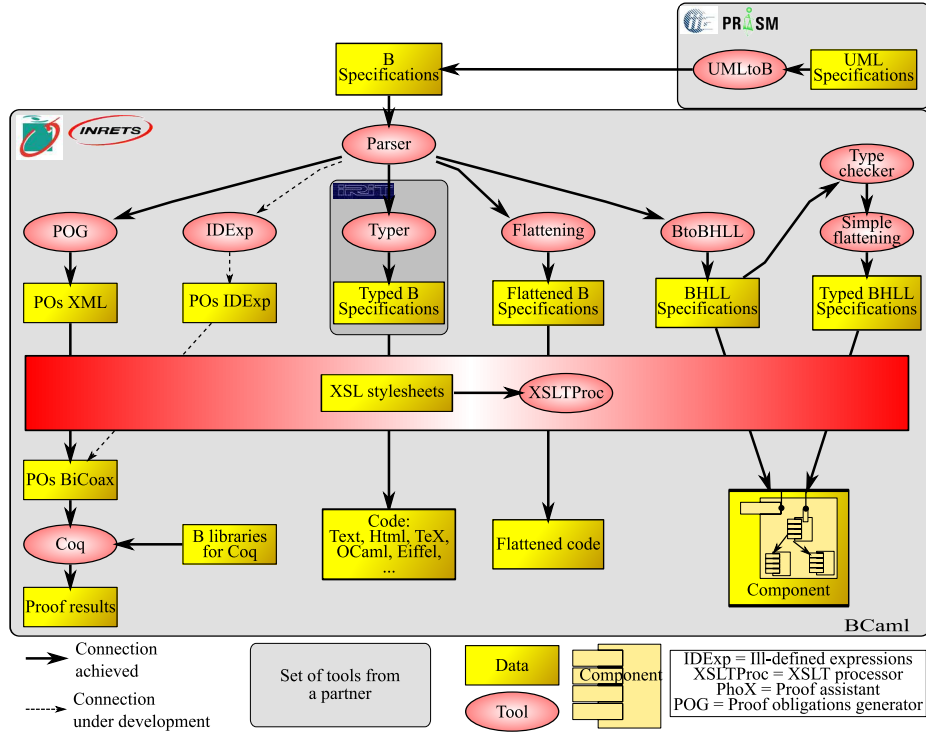 PRiSM
B
Specifications
UMLtoB
UML
Specifications
INRETS
Parser
Type
checker
IRIT
POG
IDExp
Typer
Flattening
BtoBHLL
Simple
flattening
POs XML
POs IDExp
Typed B
Specifications
Flattened B
Specifications
BHLL
Specifications
Typed BHLL
Specifications
XSL stylesheets
XSLTProc
POs BiCoax
Coq
B libraries
for Coq
Code:
Text, Html, TeX,
OCaml, Eiffel,
...
Flattened code
Component
Proof results
BCaml
Connection
achieved
Connection
under development
Set of tools from
a partner
Data
Tool
Component
IDExp = Ill-defined expressions
XSLTProc = XSLT processor
PhoX = Proof assistant
POG = Proof obligations generator